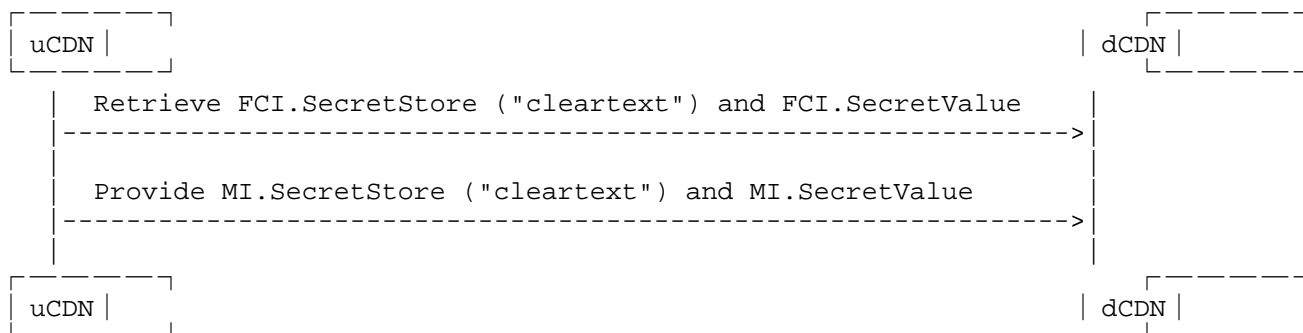 uCDN dCDN
Retrieve FCI.SecretStore ("cleartext") and FCI.SecretValue
Provide MI.SecretStore ("cleartext") and MI.SecretValue
uCDN dCDN